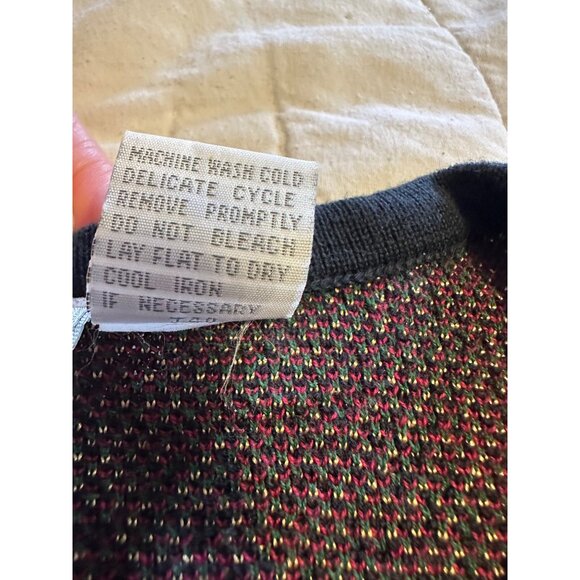 MACHINE WASH COLD
DELICATE CYCLE
REMOVE PROMPTLY
DO NOT BLEACH
LAY FLAT TO DRY
COOL IRON
IF NECESSARY